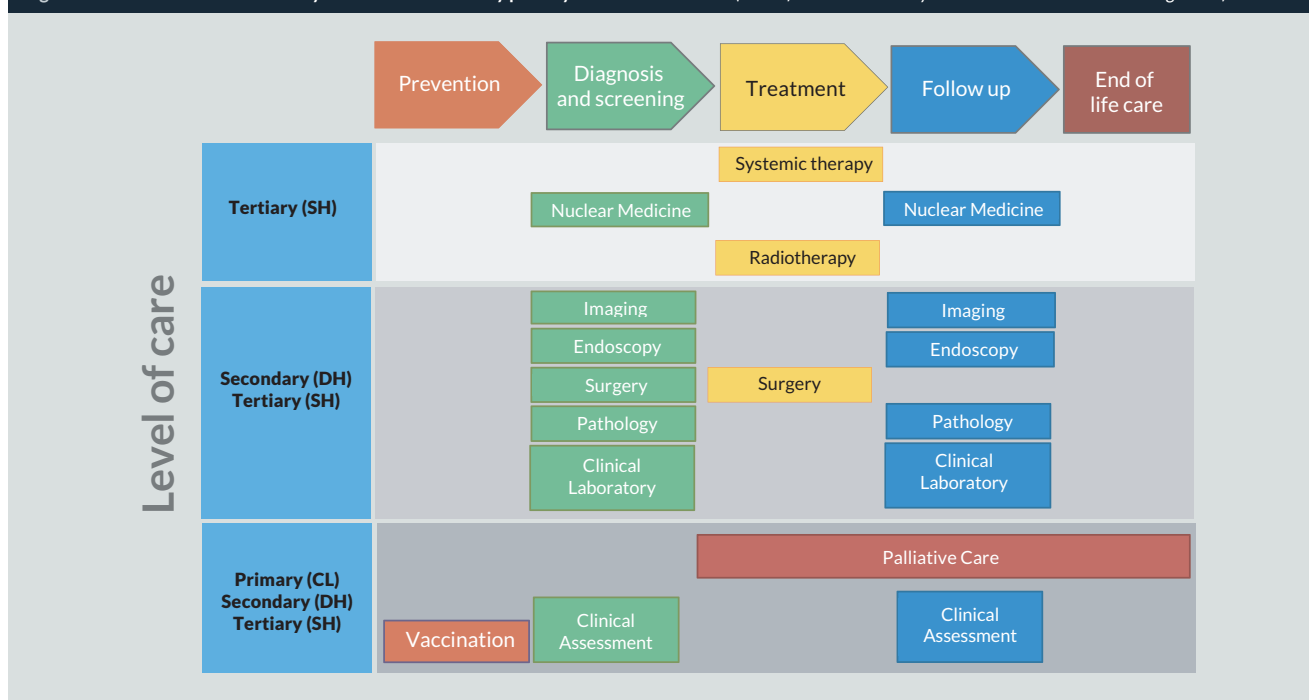 Prevention
Diagnosis
and screening
Treatment
Follow up
End of
life care
Level of care
Tertiary (SH)
Systemic therapy
Nuclear Medicine
Nuclear Medicine
Radiotherapy
Secondary (DH)
Tertiary (SH)
Imaging
Imaging
Endoscopy
Endoscopy
Surgery
Surgery
Pathology
Pathology
Clinical
Laboratory
Clinical
Laboratory
Primary (CL)
Secondary (DH)
Tertiary (SH)
Palliative Care
Vaccination
Clinical
Assessment
Clinical
Assessment